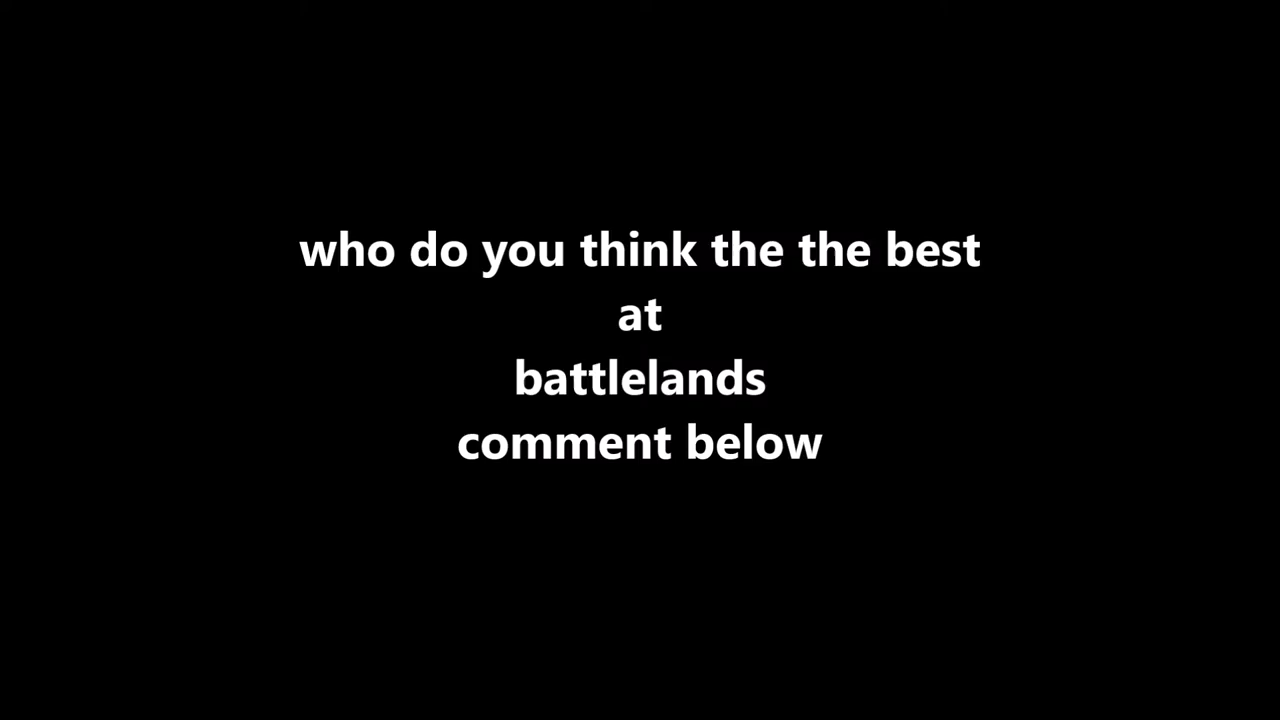 who do you think the the best
at
battlelands
comment below